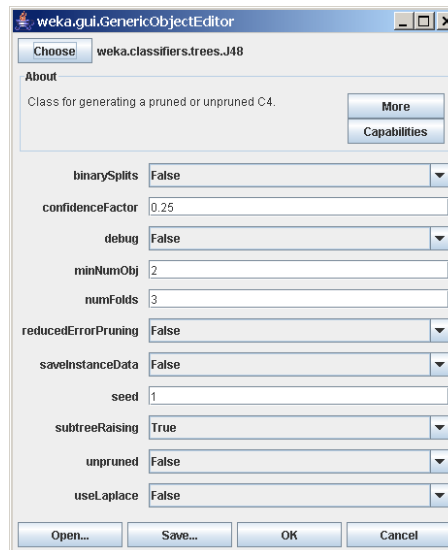 weka.gui.GenericObjectEditor
Choose weka.classifiers.trees.J48
About
Class for generating a pruned or unpruned C4.
More
Capabilities
binarySplits False
confidenceFactor 0.25
debug False
minNumObj 2
numFolds 3
reducedErrorPruning False
saveInstanceData False
seed 1
subtreeRaising True
unpruned False
useLaplace False
Open... Save... OK Cancel